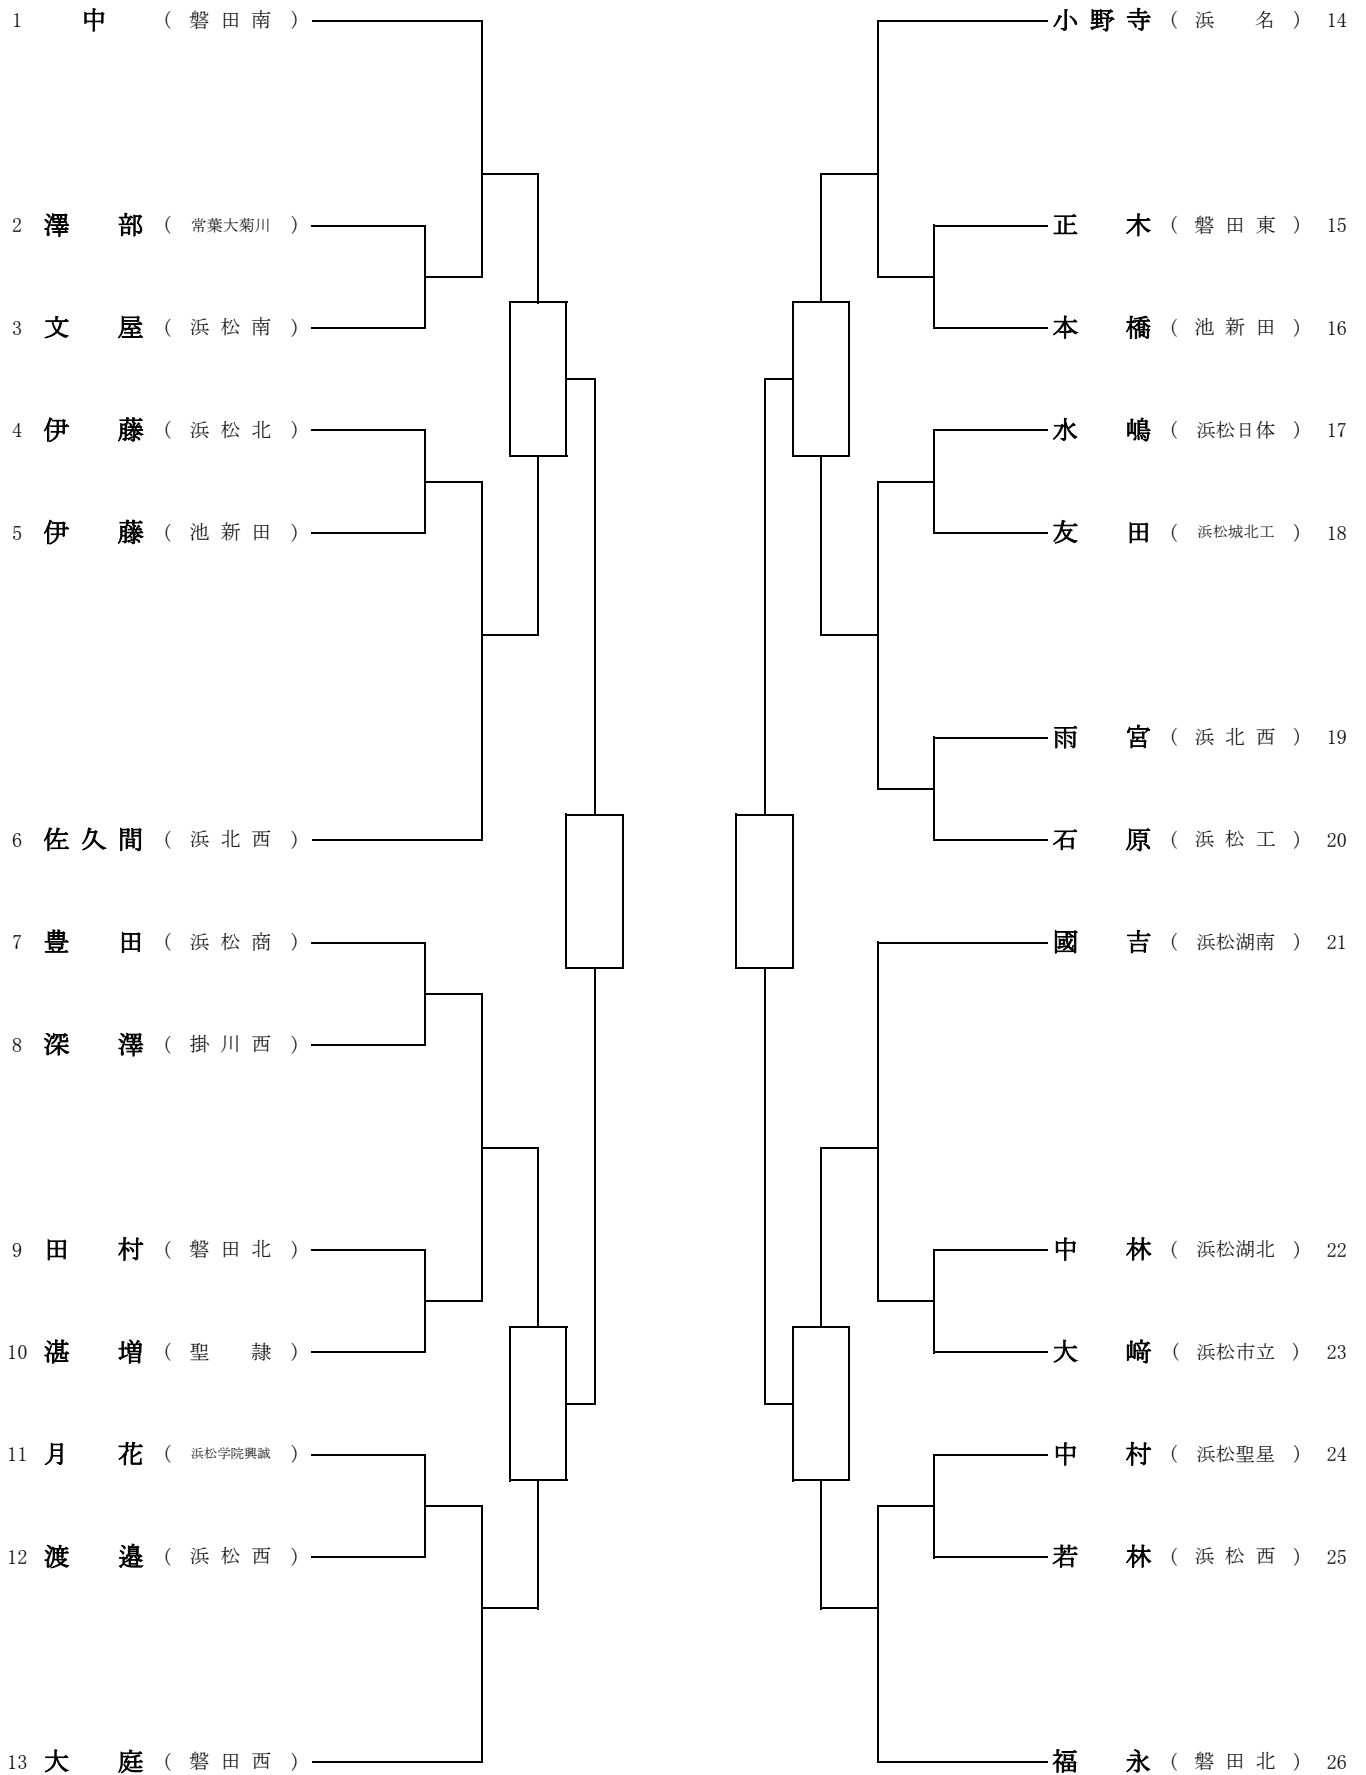 1 中 ( 磐 田 南 )
2 澤 部 ( 常葉大菊川 )
3 文 屋 ( 浜 松 南 )
4 伊 藤 ( 浜 松 北 )
5 伊 藤 ( 池 新 田 )
6 佐 久 間 ( 浜 北 西 )
7 豊 田 ( 浜 松 商 )
8 深 澤 ( 掛 川 西 )
9 田 村 ( 磐 田 北 )
10 湛 増 ( 聖 隷 )
11 月 花 ( 浜松学院興誠 )
12 渡 邉 ( 浜 松 西 )
13 大 庭 ( 磐 田 西 )
小 野 寺 ( 浜 名 ) 14
正 木 ( 磐 田 東 ) 15
本 橋 ( 池 新 田 ) 16
水 嶋 ( 浜松日体 ) 17
友 田 ( 浜松城北工 ) 18
雨 宮 ( 浜 北 西 ) 19
石 原 ( 浜 松 工 ) 20
國 吉 ( 浜松湖南 ) 21
中 林 ( 浜松湖北 ) 22
大 﨑 ( 浜松市立 ) 23
中 村 ( 浜松聖星 ) 24
若 林 ( 浜 松 西 ) 25
福 永 ( 磐 田 北 ) 26